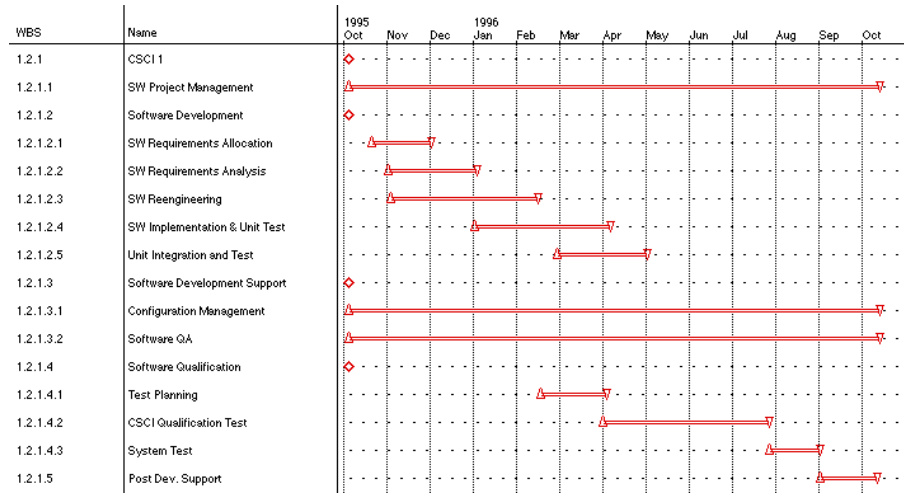 1995 1996
WBS Name Oct Nov Dec Jan Feb Mar Apr May Jun Jul Aug Sep Oct
1.2.1 CSCI 1
1.2.1.1 SW Project Management
1.2.1.2 Software Development
1.2.1.2.1 SW Requirements Allocation
1.2.1.2.2 SW Requirements Analysis
1.2.1.2.3 SW Reengineering
1.2.1.2.4 SW Implementation & Unit Test
1.2.1.2.5 Unit Integration and Test
1.2.1.3 Software Development Support
1.2.1.3.1 Configuration Management
1.2.1.3.2 Software QA
1.2.1.4 Software Qualification
1.2.1.4.1 Test Planning
1.2.1.4.2 CSCI Qualification Test
1.2.1.4.3 System Test
1.2.1.5 Post Dev. Support